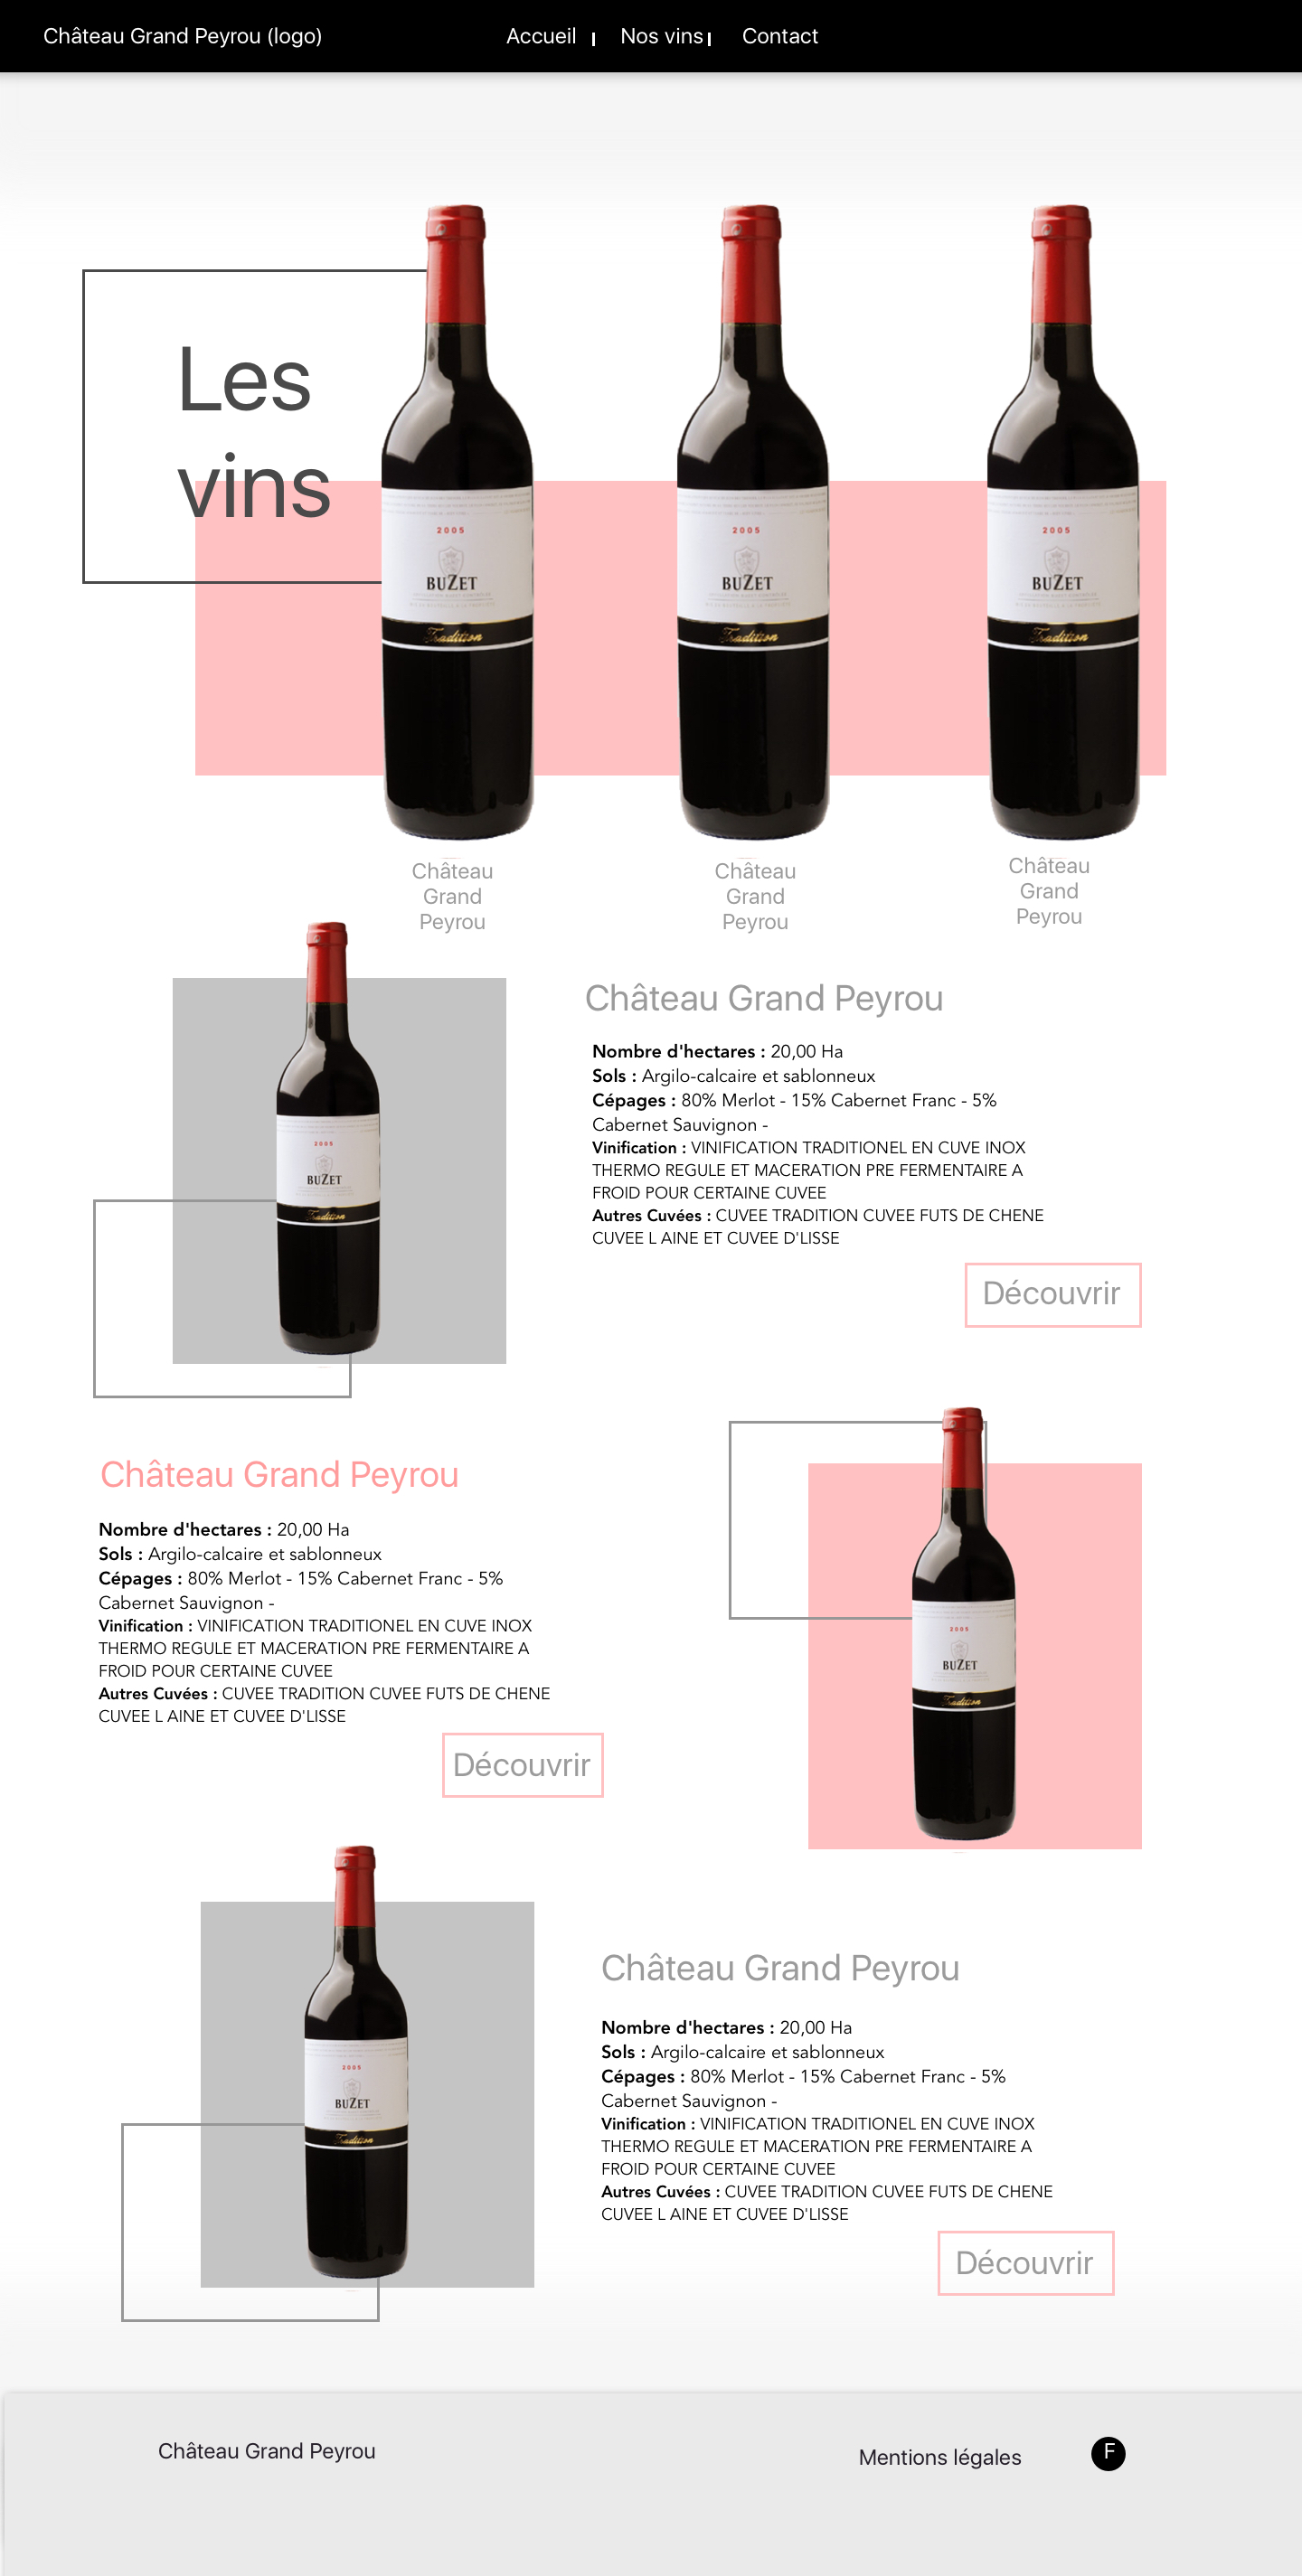 Château Grand Peyrou (logo) Accueil Nos vins Contact
Les
vins
2005
BUZET
Tradition
2005
BUZET
Tradition
2005
BUZET
Tradition
Château
Grand
Peyrou
Château
Grand
Peyrou
Château
Grand
Peyrou
2005
BUZET
Tradition
Château Grand Peyrou
Nombre d'hectares : 20,00 Ha
Sols : Argilo-calcaire et sablonneux
Cépages : 80% Merlot - 15% Cabernet Franc - 5%
Cabernet Sauvignon -
Vinification : VINIFICATION TRADITIONEL EN CUVE INOX
THERMO REGULE ET MACERATION PRE FERMENTAIRE A
FROID POUR CERTAINE CUVEE
Autres Cuvées : CUVEE TRADITION CUVEE FUTS DE CHENE
CUVEE L AINE ET CUVEE D'LISSE
Découvrir
Château Grand Peyrou
Nombre d'hectares : 20,00 Ha
Sols : Argilo-calcaire et sablonneux
Cépages : 80% Merlot - 15% Cabernet Franc - 5%
Cabernet Sauvignon -
Vinification : VINIFICATION TRADITIONEL EN CUVE INOX
THERMO REGULE ET MACERATION PRE FERMENTAIRE A
FROID POUR CERTAINE CUVEE
Autres Cuvées : CUVEE TRADITION CUVEE FUTS DE CHENE
CUVEE L AINE ET CUVEE D'LISSE
Découvrir
2005
BUZET
Tradition
2005
BUZET
Tradition
Château Grand Peyrou
Nombre d'hectares : 20,00 Ha
Sols : Argilo-calcaire et sablonneux
Cépages : 80% Merlot - 15% Cabernet Franc - 5%
Cabernet Sauvignon -
Vinification : VINIFICATION TRADITIONEL EN CUVE INOX
THERMO REGULE ET MACERATION PRE FERMENTAIRE A
FROID POUR CERTAINE CUVEE
Autres Cuvées : CUVEE TRADITION CUVEE FUTS DE CHENE
CUVEE L AINE ET CUVEE D'LISSE
Découvrir
Château Grand Peyrou
Mentions légales
F